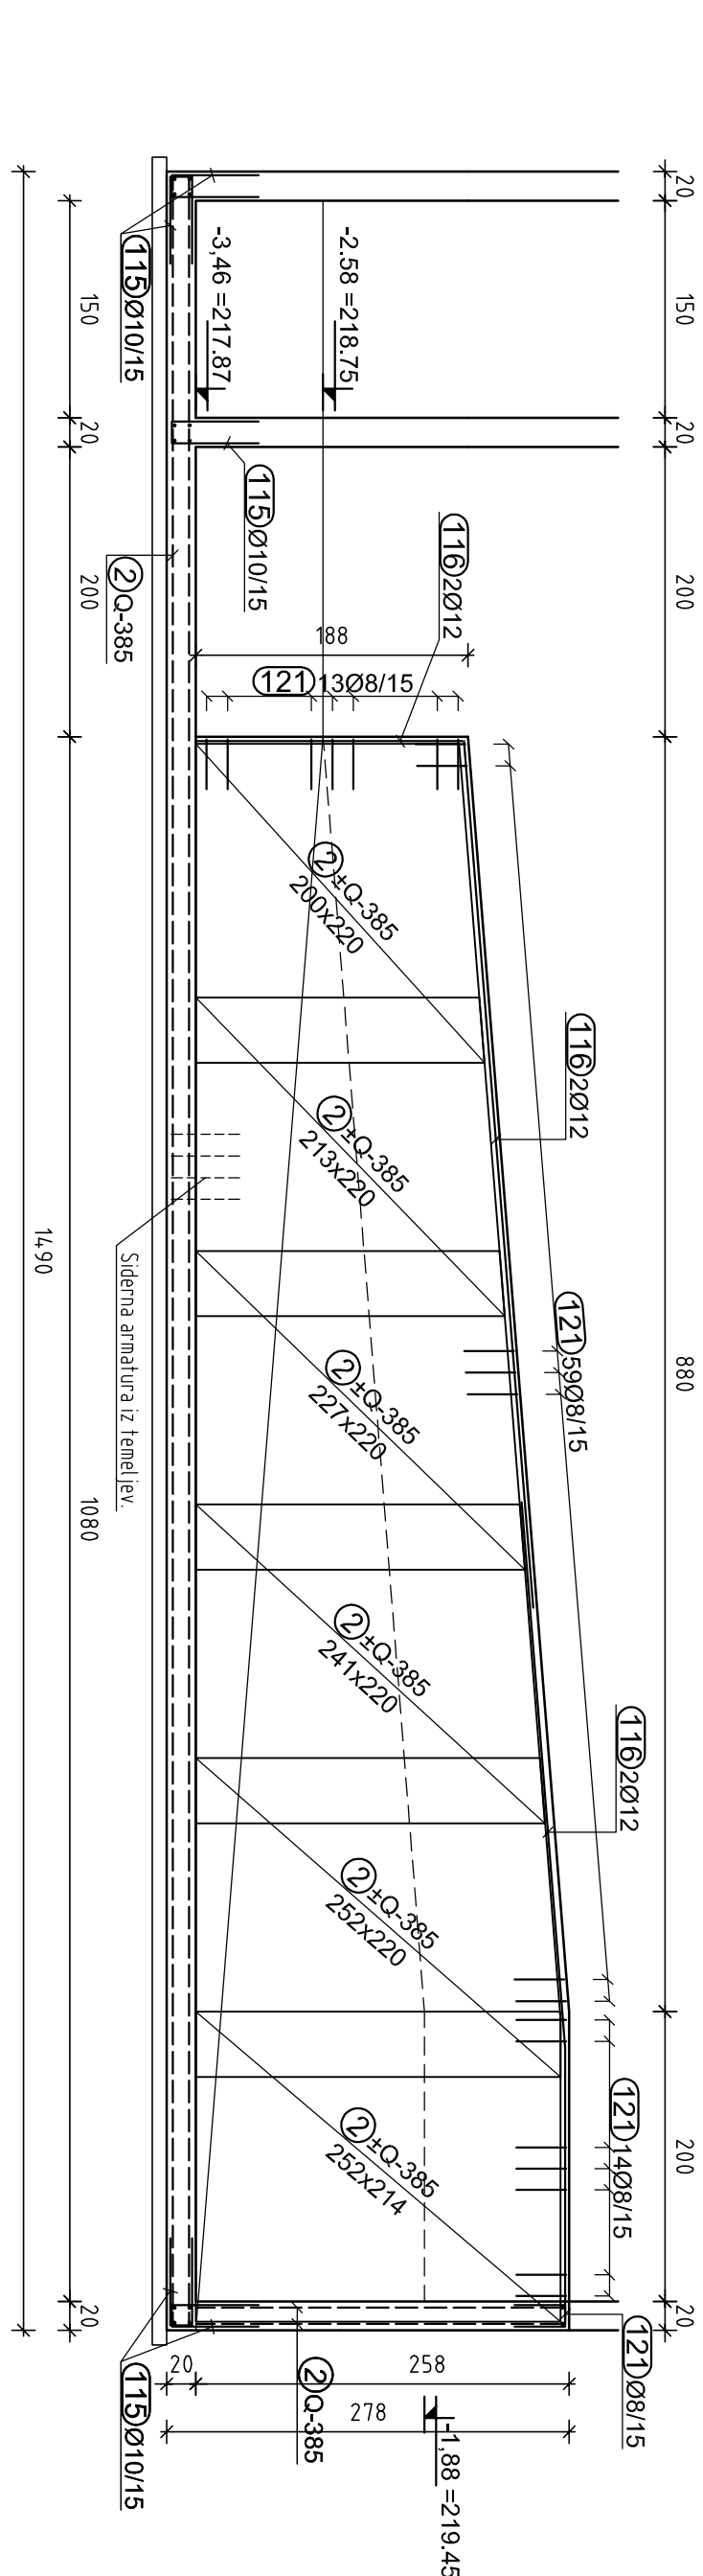 20
150
20
200
880
200
20
-2.58 =218.75
-3,46 =217.87
115 Ø10/15
150
20
200
115 Ø10/15
2 Q-385
116 2Ø12
188
121 13Ø8/15
2 ±Q-385
200x220
116 2Ø12
2 ±Q-385
213x220
121 59Ø8/15
2 ±Q-385
227x220
Siderna armatura iz temeljev.
1490
1080
2 ±Q-385
241x220
116 2Ø12
2 ±Q-385
252x220
2 ±Q-385
252x214
121 14Ø8/15
20
121 Ø8/15
20
258
278
2 Q-385
115 Ø10/15
-1,88 =219.45